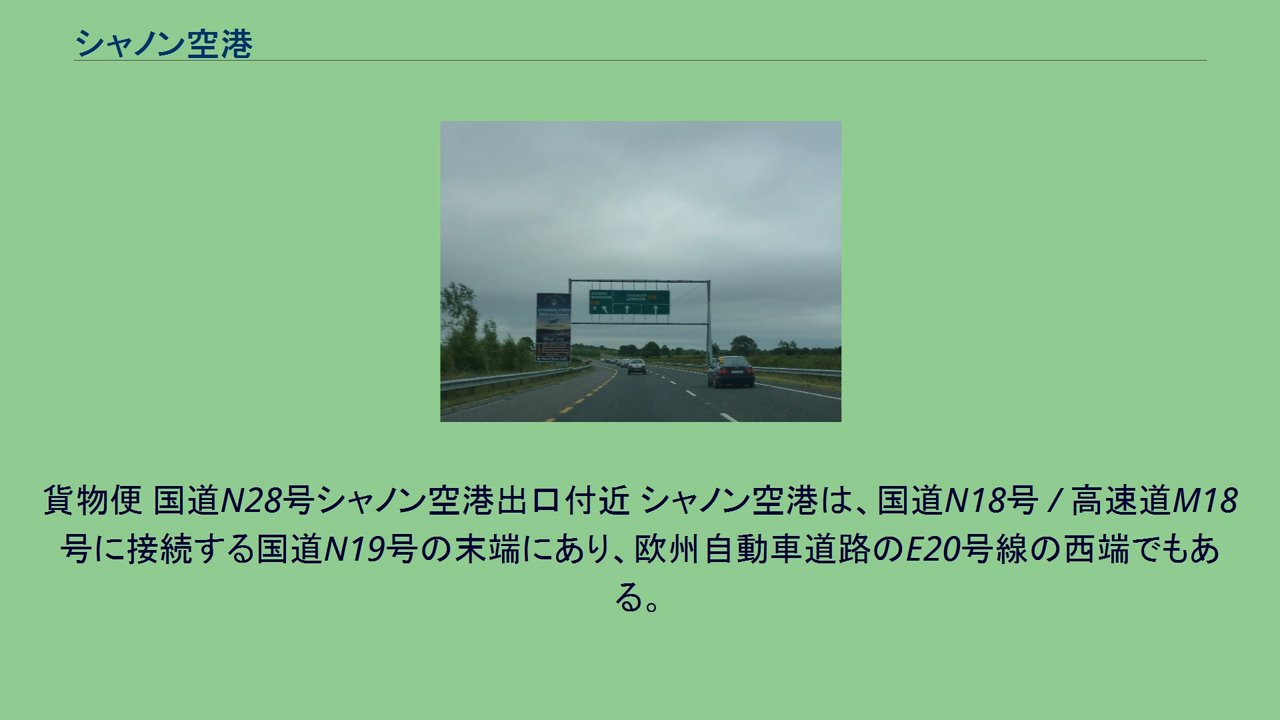 シャノン空港
貨物便 国道N28号シャノン空港出口付近 シャノン空港は、国道N18号 / 高速道M18
号に接続する国道N19号の末端にあり、欧州自動車道路のE20号線の西端でもあ
る。